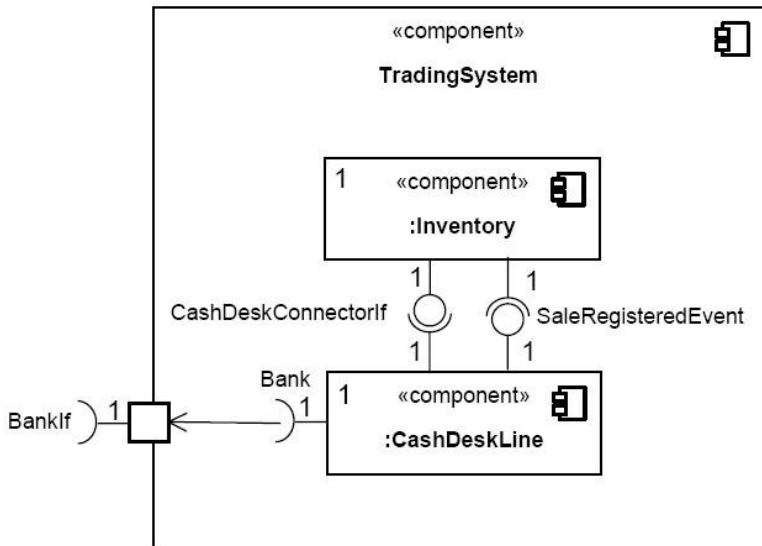 «component»
TradingSystem
1
«component»
:Inventory
1
1
CashDeskConnectorIf
SaleRegisteredEvent
1
1
Bank
1
«component»
BankIf
1
1
:CashDeskLine